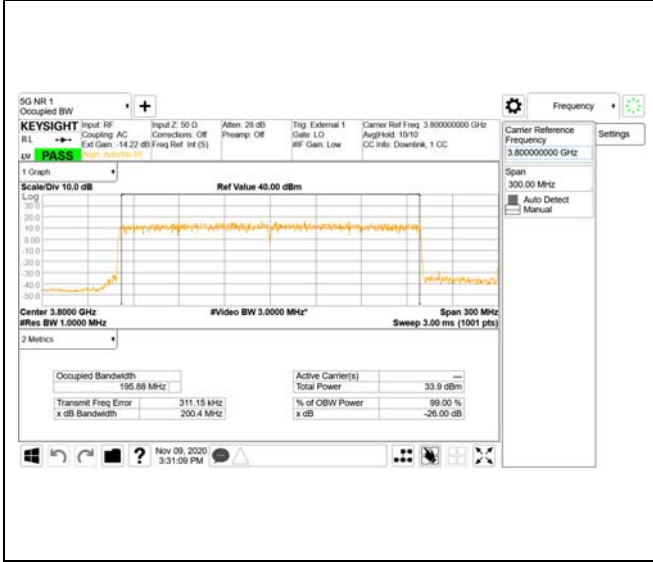 5G NR 1
Occupied BW
+
Frequency
KEYSIGHT
RL
PASS
Input: RF
Coupling: AC
Ext Gain: -14.22 dB
Align: Auto/No RF
Input Z: 50 Ω
Corrections: Off
Freq Ref: Int (S)
Atten: 28 dB
Preamp: Off
Trig: External 1
Gate: LO
#IF Gain: Low
Carrier Ref Freq: 3.800000000 GHz
Avg|Hold: 10/10
CC Info: Downlink, 1 CC
Carrier Reference
Frequency
3.800000000 GHz
Settings
Span
300.00 MHz
Auto Detect
Manual
1 Graph
Scale/Div 10.0 dB
Ref Value 40.00 dBm
Log
30.0
20.0
10.0
0.00
-10.0
-20.0
-30.0
-40.0
-50.0
Center 3.8000 GHz
#Video BW 3.0000 MHz*
Span 300 MHz
#Res BW 1.0000 MHz
Sweep 3.00 ms (1001 pts)
2 Metrics
Occupied Bandwidth
195.88 MHz
Active Carrier(s)
---
Total Power
33.9 dBm
Transmit Freq Error
311.15 kHz
% of OBW Power
99.00 %
x dB Bandwidth
200.4 MHz
x dB
-26.00 dB
?
Nov 09, 2020
3:31:09 PM